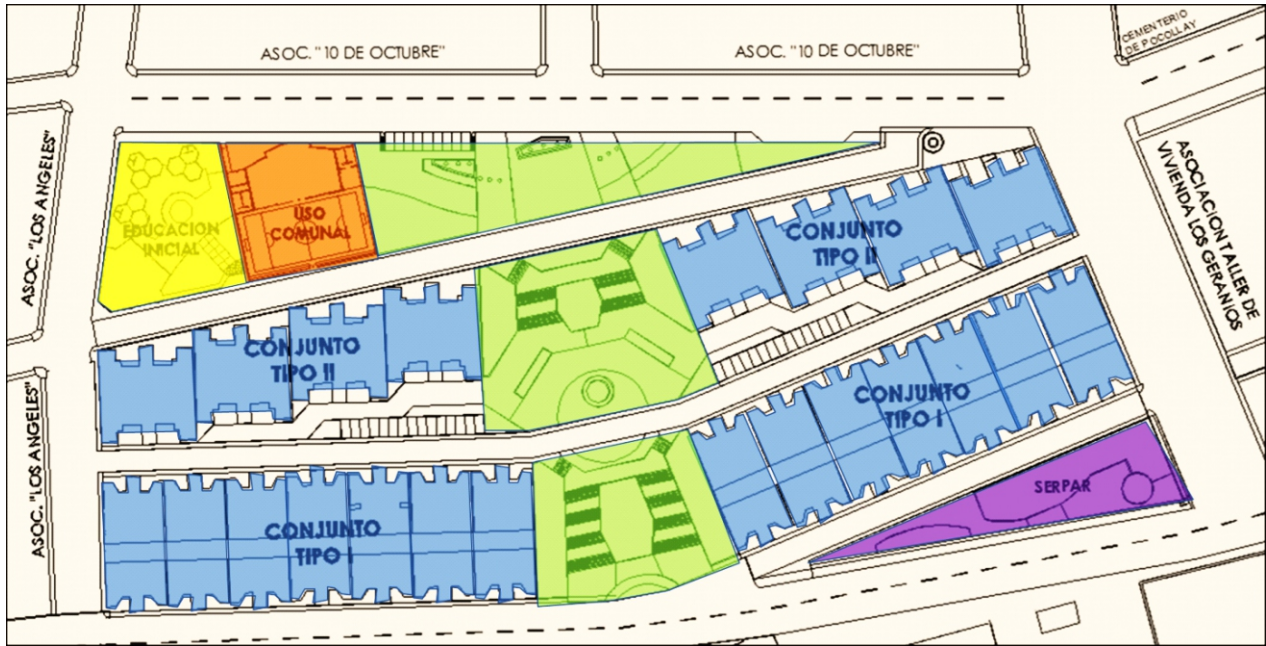 ASOC. "10 DE OCTUBRE"
ASOC. "10 DE OCTUBRE"
CEMENTERIO
DE POCOLLAY
ASOC. "LOS ANGELES"
EDUCACION
INICIAL
USO
COMUNAL
CONJUNTO
TIPO II
ASOCIACION TALLER DE
VIVIENDA LOS GERANIOS
CONJUNTO
TIPO II
CONJUNTO
TIPO I
ASOC. "LOS ANGELES"
SERPAR
CONJUNTO
TIPO I